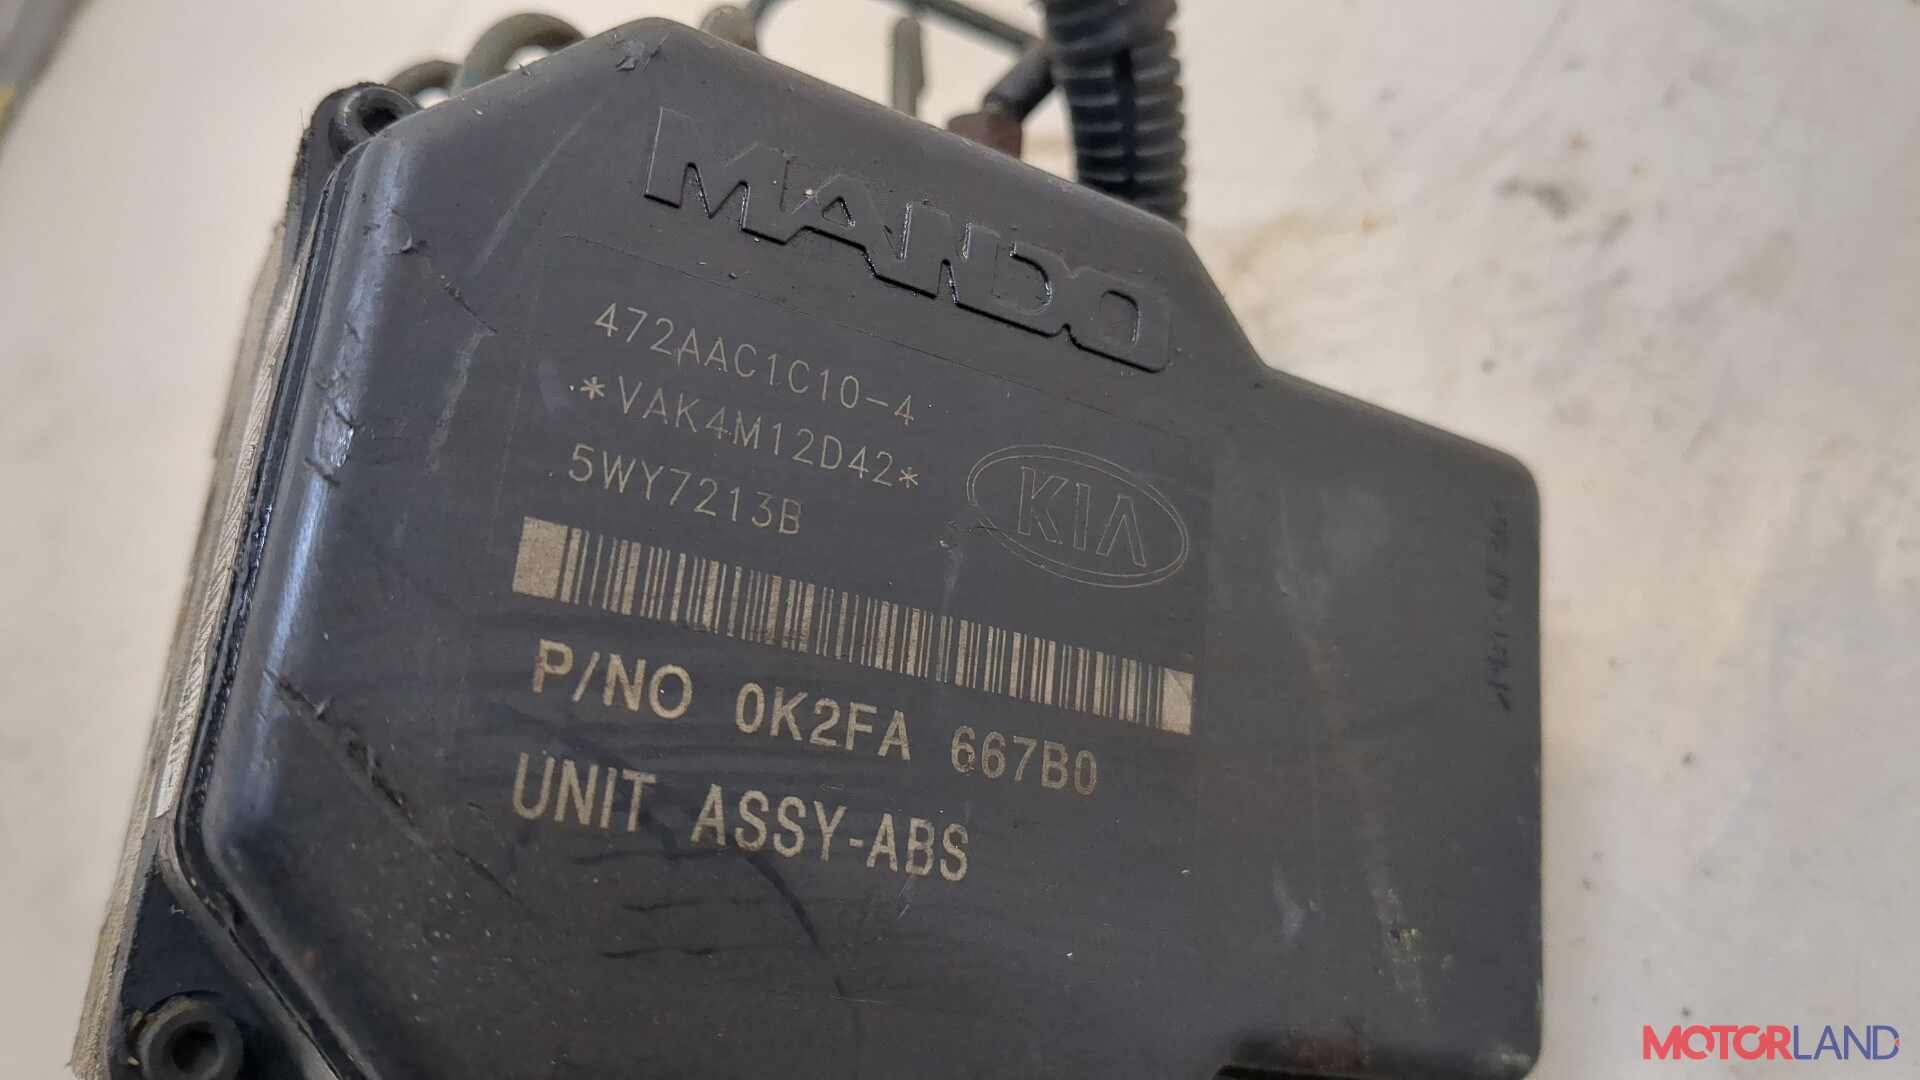 MANDO
472AAC1C10-4
*VAK4M12D42*
5WY7213B
KIA
P/NO 0K2FA 667B0
UNIT ASSY-ABS
MOTORLAND